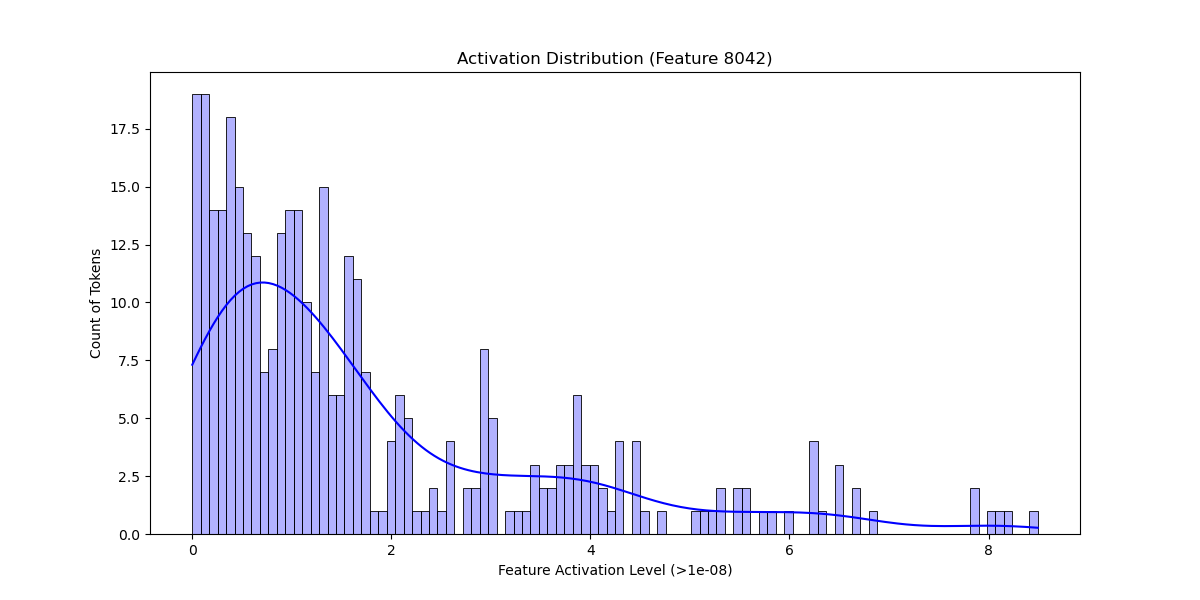 Activation Distribution (Feature 8042)
17.5
15.0
12.5
10.0
7.5
5.0
2.5
0.0
Count of Tokens
0 2 4 6 8
Feature Activation Level (>1e-08)